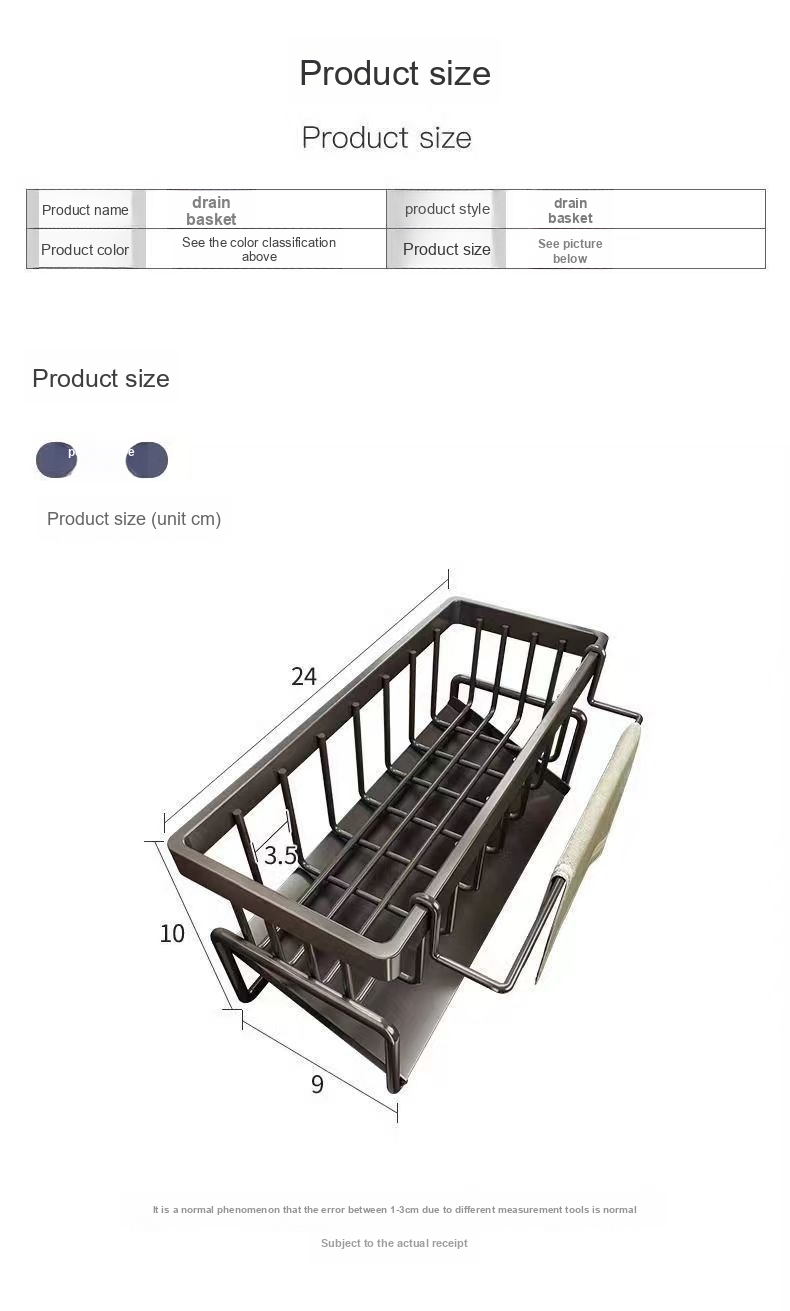 Product size
Product size
Product name
drain
basket
product style
drain
basket
Product color
See the color classification
above
Product size
See picture
below
Product size
Product size (unit cm)
24
3.5
10
9
It is a normal phenomenon that the error between 1-3cm due to different measurement tools is normal
Subject to the actual receipt